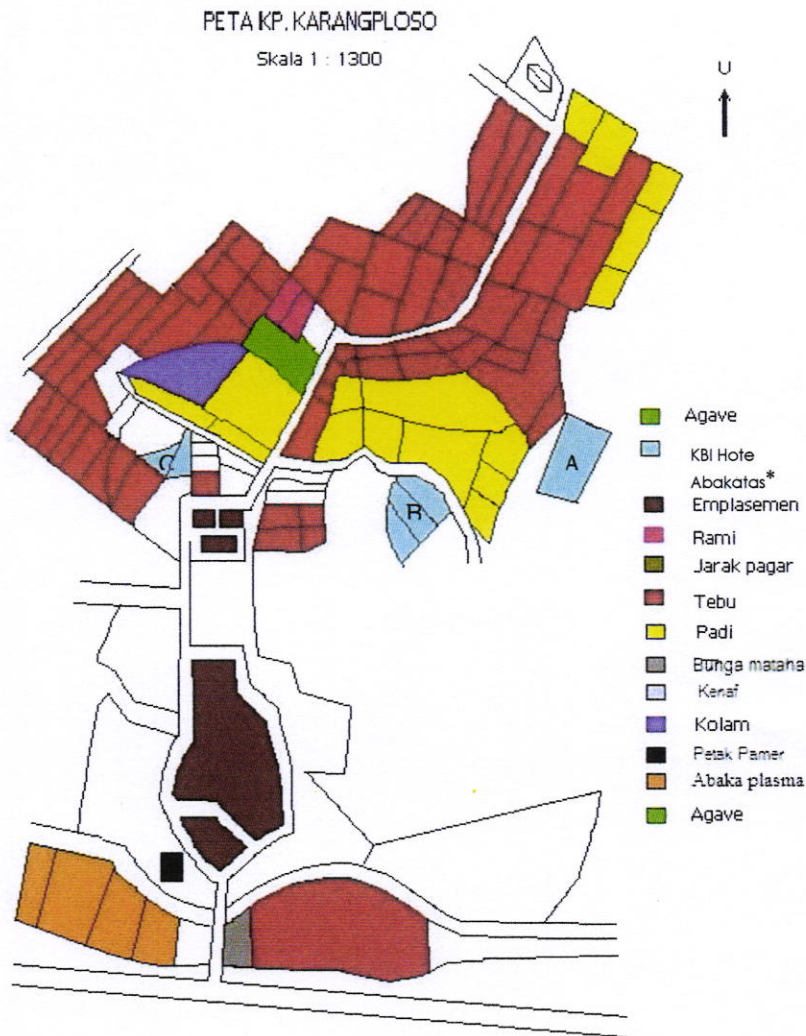 PETA KP. KARANGPLOSO
Skala 1 : 1300
U
A
C
B
Agave
KBI Hote
Abakatas*
Emplasemen
Rami
Jarak pagar
Tebu
Padi
Bunga mataha
Kenaf
Kolam
Petak Pamer
Abaka plasma
Agave